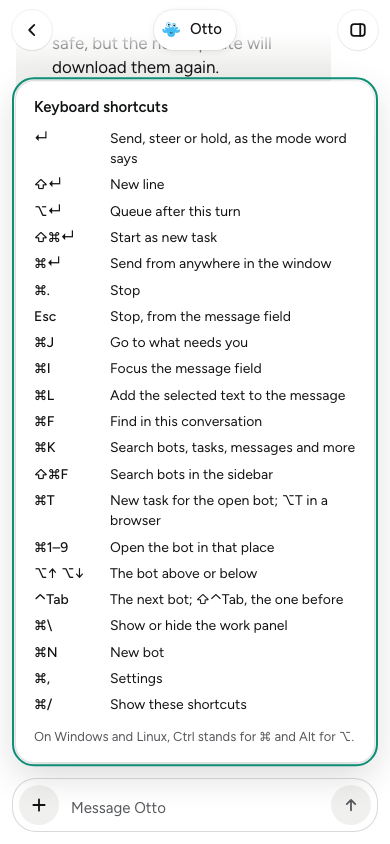 Otto
safe, but the next update will
download them again.
Keyboard shortcuts
↵ Send, steer or hold, as the mode word
says
⇧↵ New line
⌥↵ Queue after this turn
⇧⌘↵ Start as new task
⌘↵ Send from anywhere in the window
⌘. Stop
Esc Stop, from the message field
⌘J Go to what needs you
⌘I Focus the message field
⌘L Add the selected text to the message
⌘F Find in this conversation
⌘K Search bots, tasks, messages and more
⇧⌘F Search bots in the sidebar
⌘T New task for the open bot; ⌥T in a
browser
⌘1–9 Open the bot in that place
⌥↑ ⌥↓ The bot above or below
^Tab The next bot; ⇧^Tab, the one before
⌘\ Show or hide the work panel
⌘N New bot
⌘, Settings
⌘/ Show these shortcuts
On Windows and Linux, Ctrl stands for ⌘ and Alt for ⌥.
Message Otto